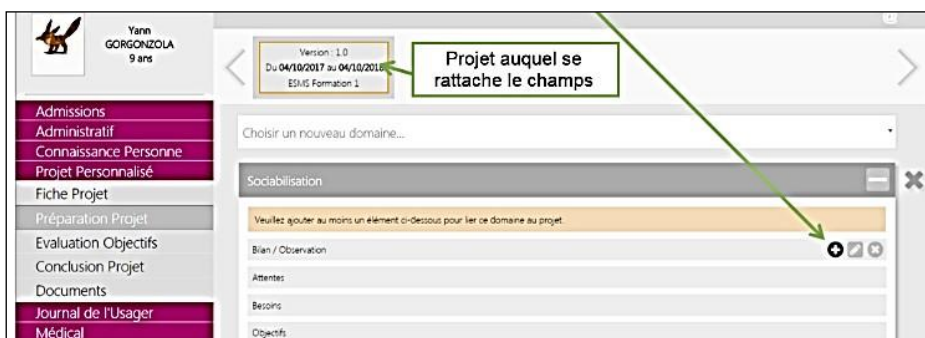 Yann
GORGONZOLA
9 ans
Version : 1.0
Du 04/10/2017 au 04/10/2018
ESMS Formation 1
Projet auquel se
rattache le champs
Admissions
Administratif
Connaissance Personne
Projet Personnalisé
Fiche Projet
Préparation Projet
Evaluation Objectifs
Conclusion Projet
Documents
Journal de l'Usager
Médical
Choisir un nouveau domaine...
Sociabilisation
Veuillez ajouter au moins un élément ci-dessous pour lier ce domaine au projet.
Bilan / Observation
Attentes
Besoins
Objectifs